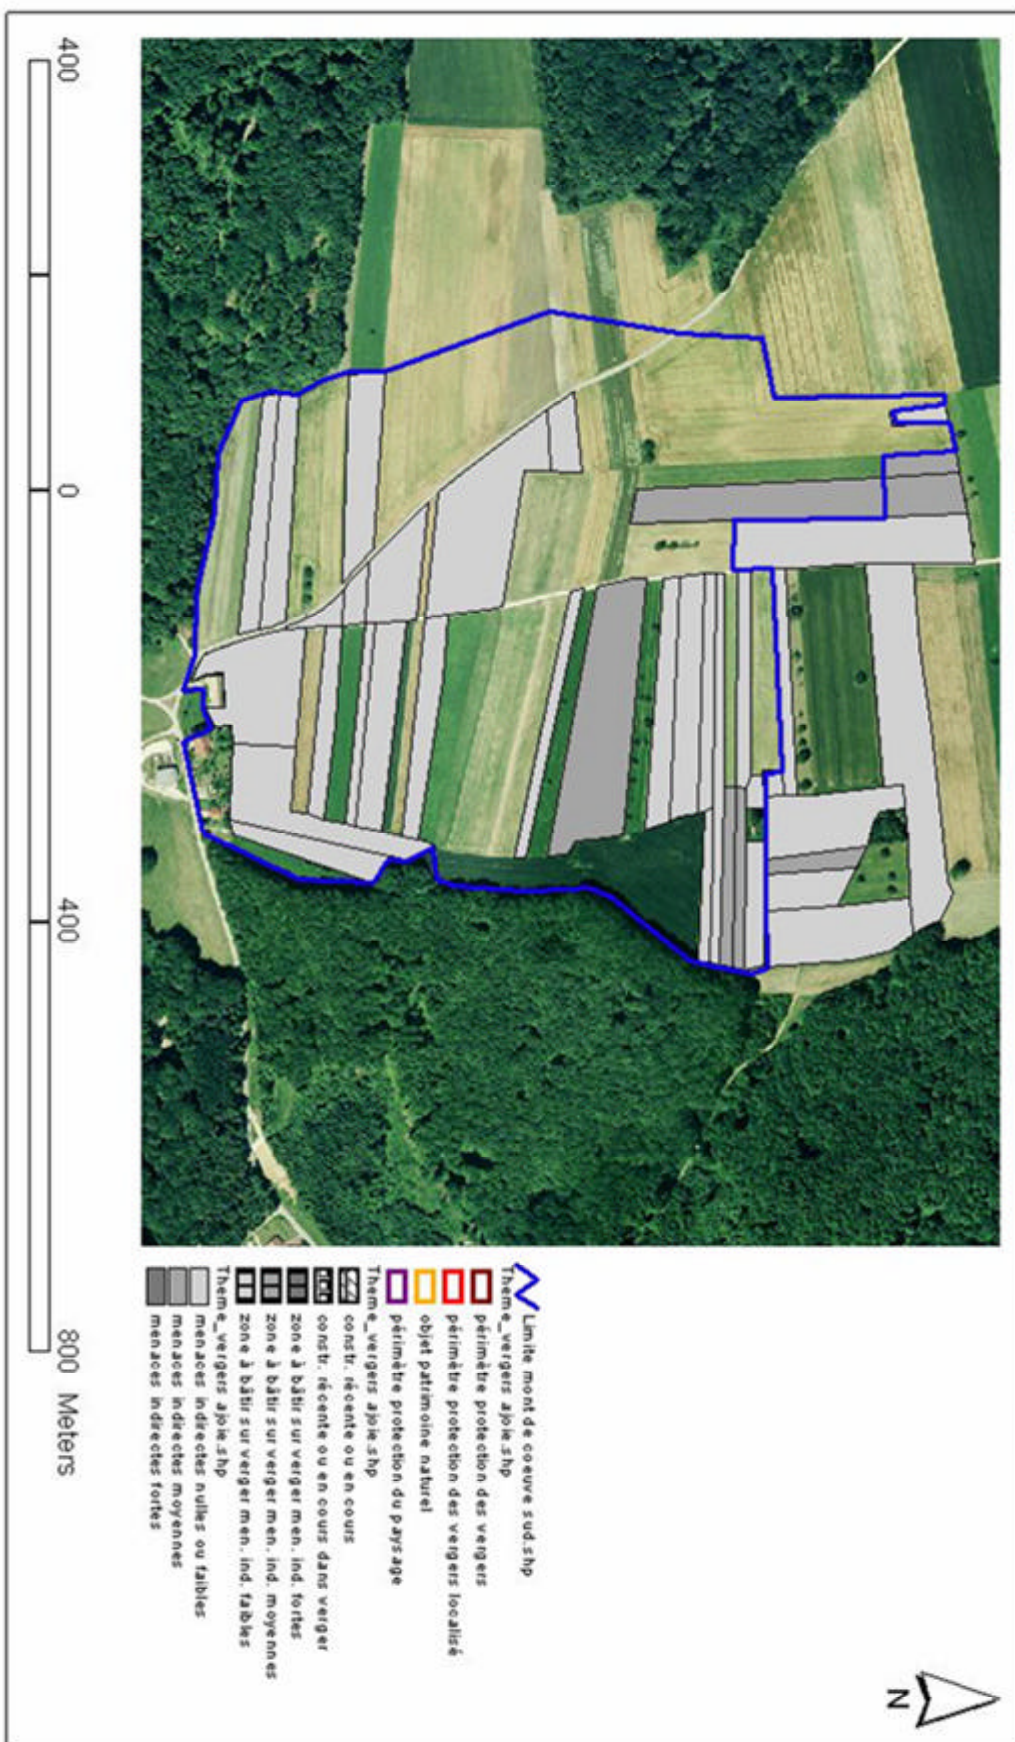 Limite mont de coeuve sud.shp
Theme_vergers ajoie.shp
périmètre protection des vergers
périmètre protection des vergers localisé
objet patrimoine naturel
périmètre protection du paysage
Theme_vergers ajoie.shp
constr. récente ou en cours
constr. récente ou en cours dans verger
zone à bâtir sur verger men. ind. fortes
zone à bâtir sur verger men. ind. moyennes
zone à bâtir sur verger men. ind. faibles
Theme_vergers ajoie.shp
menaces indirectes nulles ou faibles
menaces indirectes moyennes
menaces indirectes fortes
N
400 0 400 800 Meters